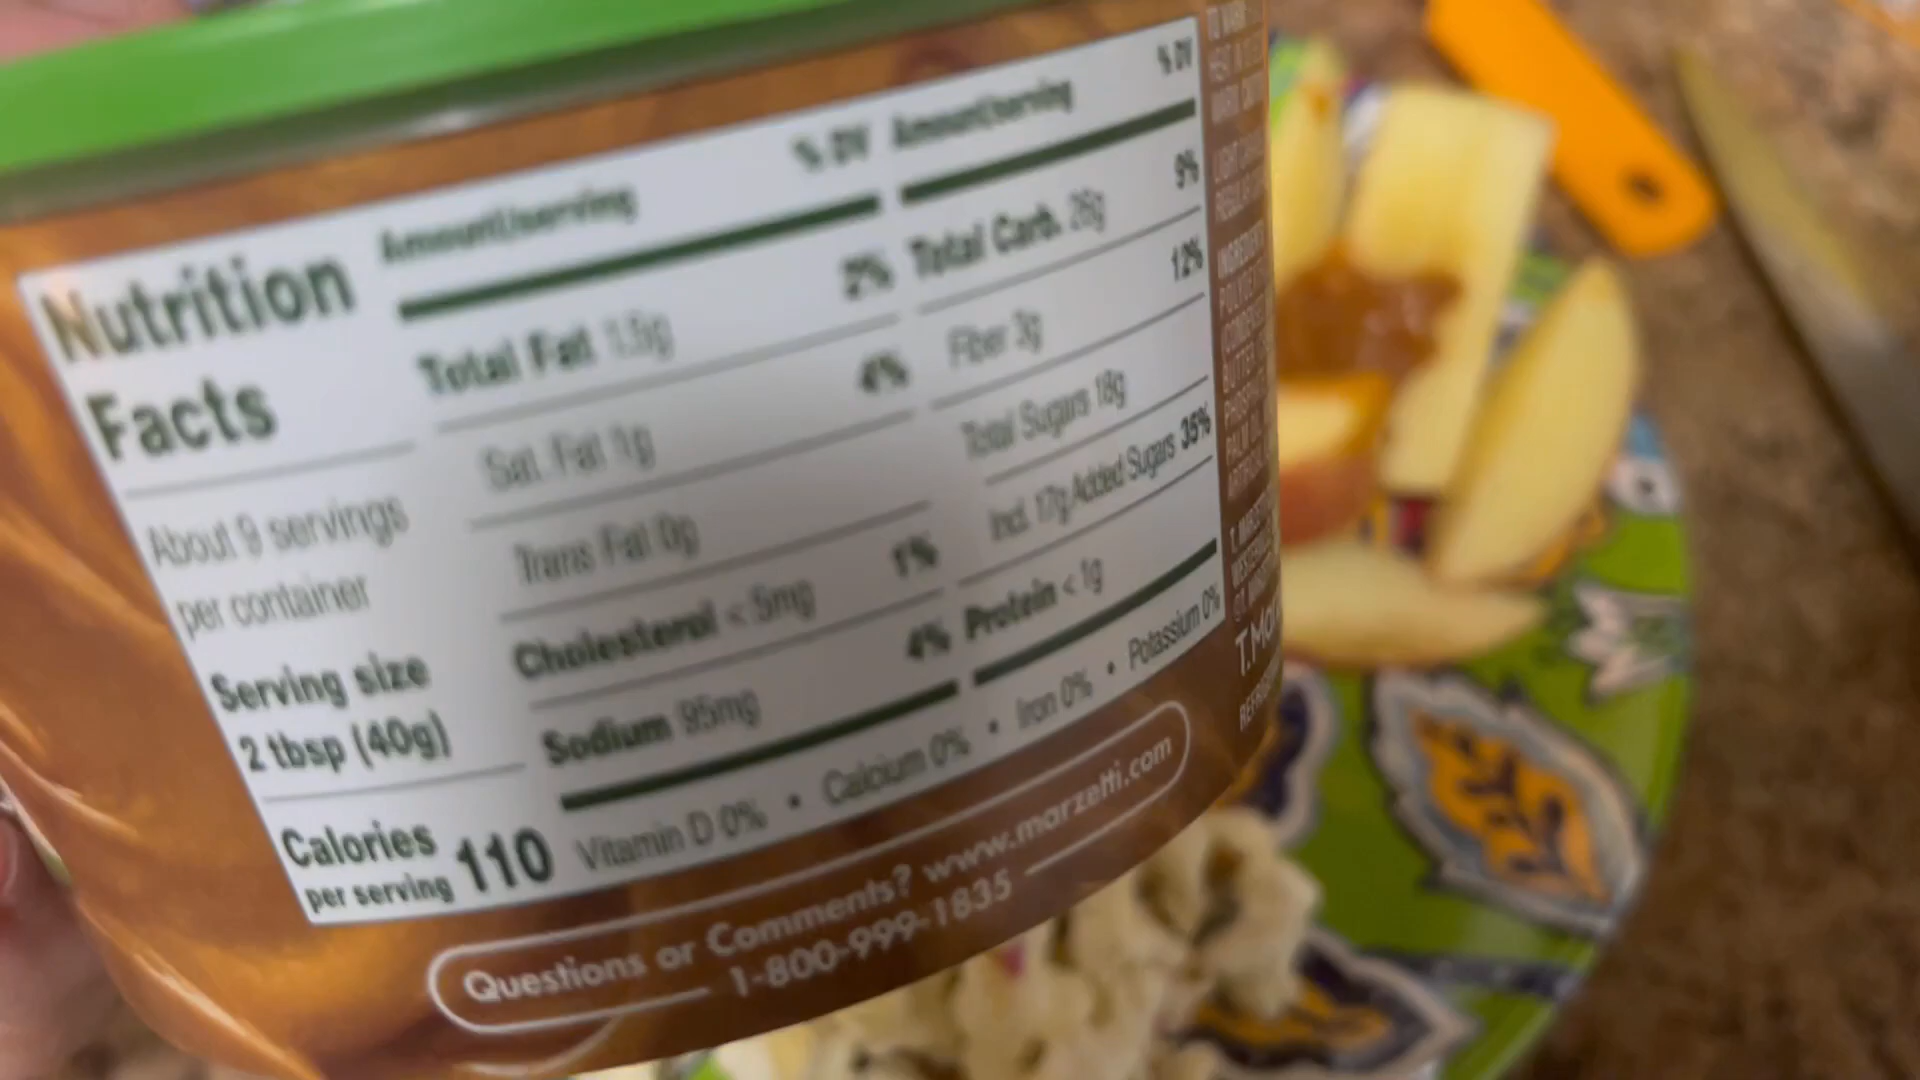 Nutrition
Facts
About 9 servings
per container
Serving size
2 tbsp (40g)
Calories
per serving 110
Amount/serving % DV
Total Fat 1.5g 2%
Sat. Fat 1g 4%
Trans Fat 0g
Cholesterol < 5mg 1%
Sodium 95mg 4%
Amount/serving % DV
Total Carb. 26g 9%
Fiber 3g 12%
Total Sugars 18g
Incl. 17g Added Sugars 35%
Protein < 1g
Vitamin D 0% • Calcium 0% • Iron 0% • Potassium 0%
Questions or Comments? www.marzetti.com
1-800-999-1835